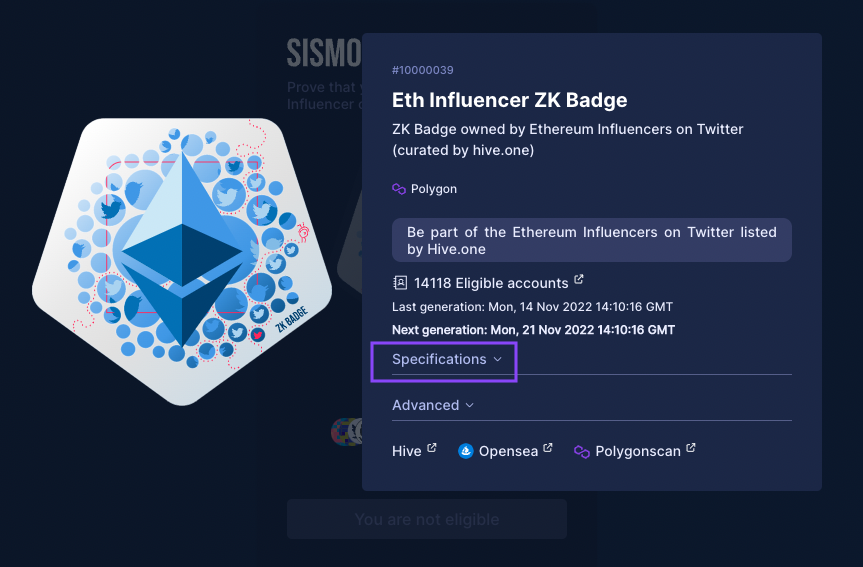 SISMO
Prove that
Influencer
#10000039
Eth Influencer ZK Badge
ZK Badge owned by Ethereum Influencers on Twitter
(curated by hive.one)
Polygon
Be part of the Ethereum Influencers on Twitter listed
by Hive.one
14118 Eligible accounts
Last generation: Mon, 14 Nov 2022 14:10:16 GMT
Next generation: Mon, 21 Nov 2022 14:10:16 GMT
ZK BADGE
Specifications
Advanced
Hive Opensea Polygonscan
You are not eligible